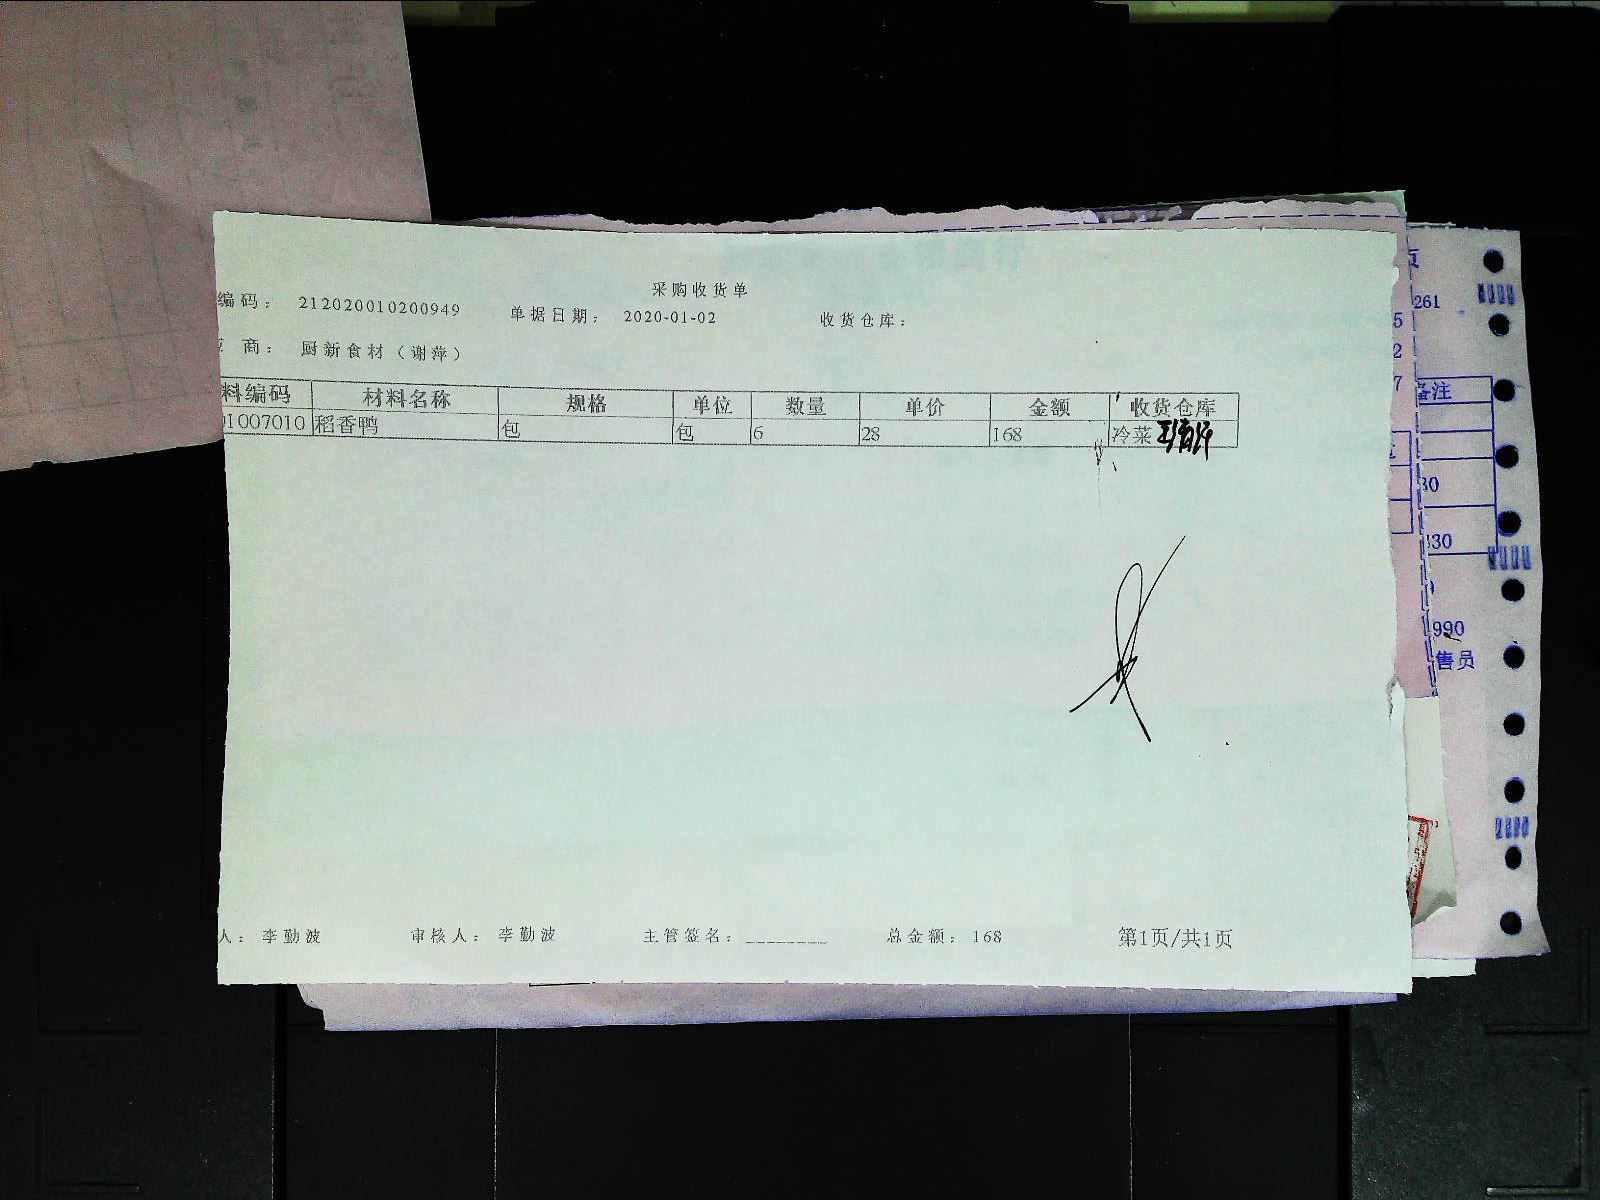 采购收货单
编码： 212020010200949 单据日期： 2020-01-02 收货仓库：
商： 厨新食材（谢萍）
料编码 材料名称 规格 单位 数量 单价 金额 收货仓库
01007010 稻香鸭 包 包 6 28 168 冷菜
人： 李勤波 审核人： 李勤波 主管签名：_________ 总金额： 168 第1页/共1页
页
261
5
2
7
备注
30
330
990
售员